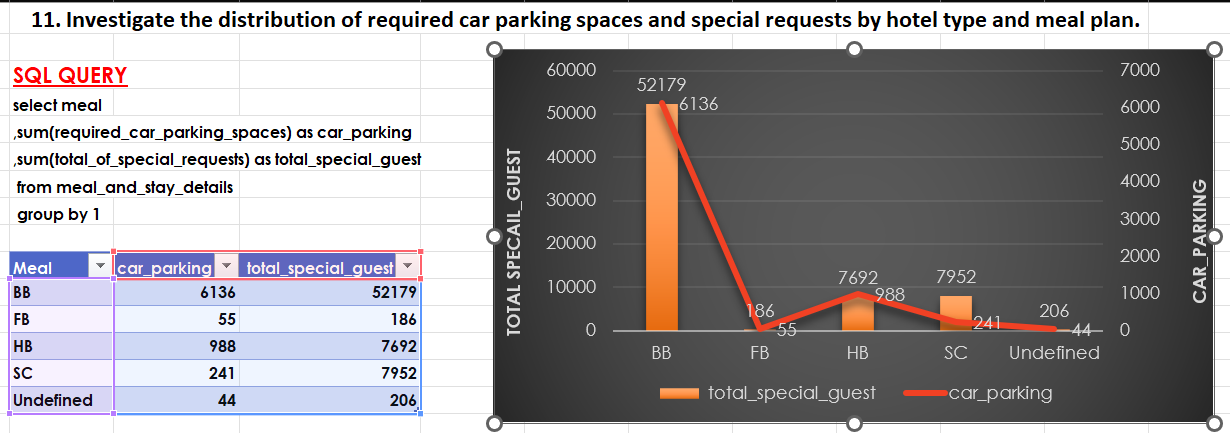 11. Investigate the distribution of required car parking spaces and special requests by hotel type and meal plan.
SQL QUERY
select meal
,sum(required_car_parking_spaces) as car_parking
,sum(total_of_special_requests) as total_special_guest
from meal_and_stay_details
group by 1
Meal car_parking total_special_guest
BB 6136 52179
FB 55 186
HB 988 7692
SC 241 7952
Undefined 44 206
TOTAL SPECAIL_GUEST
60000
50000
40000
30000
20000
10000
0
52179
6136
186
55
7692
988
7952
241
206
44
7000
6000
5000
4000
3000
2000
1000
0
CAR_PARKING
BB FB HB SC Undefined
total_special_guest car_parking